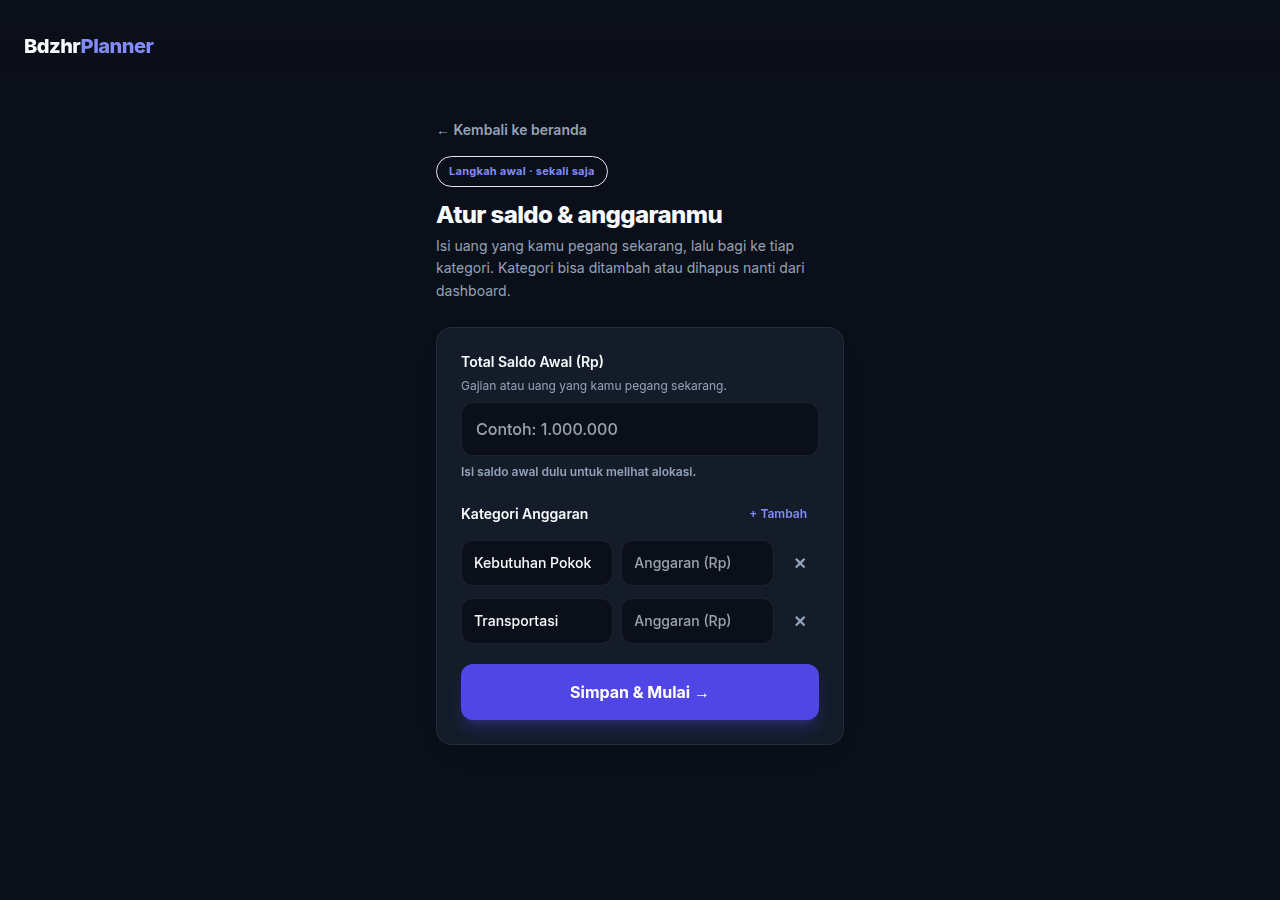 BdzhrPlanner
← Kembali ke beranda
Langkah awal · sekali saja
Atur saldo & anggaranmu
Isi uang yang kamu pegang sekarang, lalu bagi ke tiap
kategori. Kategori bisa ditambah atau dihapus nanti dari
dashboard.
Total Saldo Awal (Rp)
Gajian atau uang yang kamu pegang sekarang.
Contoh: 1.000.000
Isi saldo awal dulu untuk melihat alokasi.
Kategori Anggaran + Tambah
Kebutuhan Pokok Anggaran (Rp) ✕
Transportasi Anggaran (Rp) ✕
Simpan & Mulai →